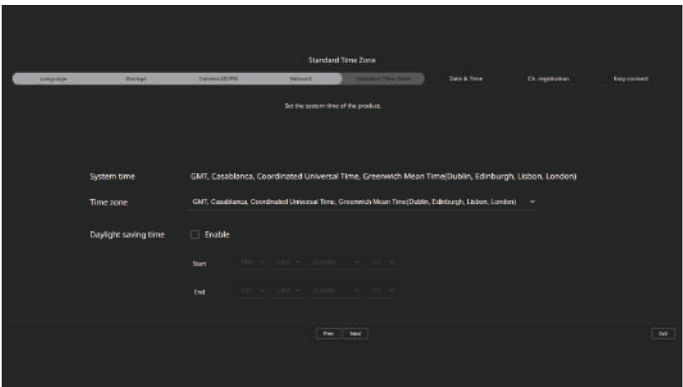 Standard Time Zone
Language Storage Camera ID/PW Network Standard Time Zone Date & Time Ch. registration Easy connect
Set the system time of the product.
System time GMT, Casablanca, Coordinated Universal Time, Greenwich Mean Time(Dublin, Edinburgh, Lisbon, London)
Time zone GMT, Casablanca, Coordinated Universal Time, Greenwich Mean Time(Dublin, Edinburgh, Lisbon, London)
Daylight saving time Enable
Start Mar Last Sunday
End Oct Last Sunday
Prev Next Exit